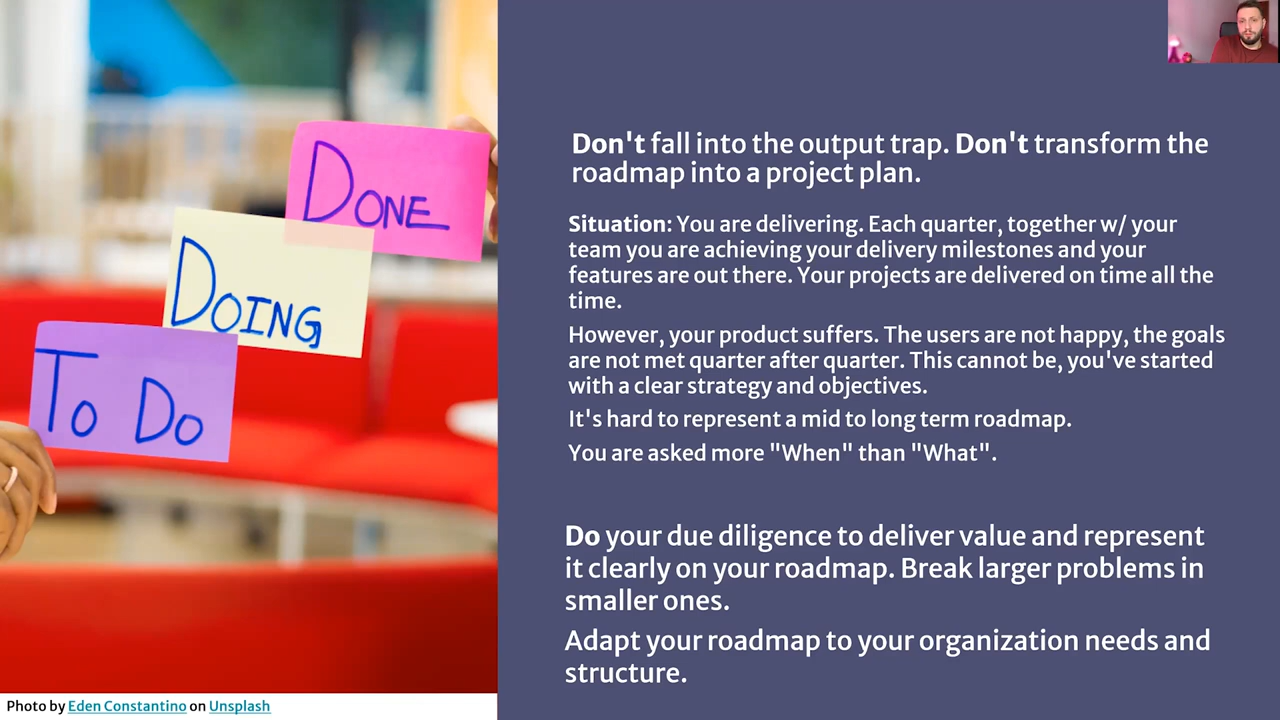 DONE
DOING
TO DO
Don't fall into the output trap. Don't transform the
roadmap into a project plan.
Situation: You are delivering. Each quarter, together w/ your
team you are achieving your delivery milestones and your
features are out there. Your projects are delivered on time all the
time.
However, your product suffers. The users are not happy, the goals
are not met quarter after quarter. This cannot be, you've started
with a clear strategy and objectives.
It's hard to represent a mid to long term roadmap.
You are asked more "When" than "What".
Do your due diligence to deliver value and represent
it clearly on your roadmap. Break larger problems in
smaller ones.
Adapt your roadmap to your organization needs and
structure.
Photo by Eden Constantino on Unsplash